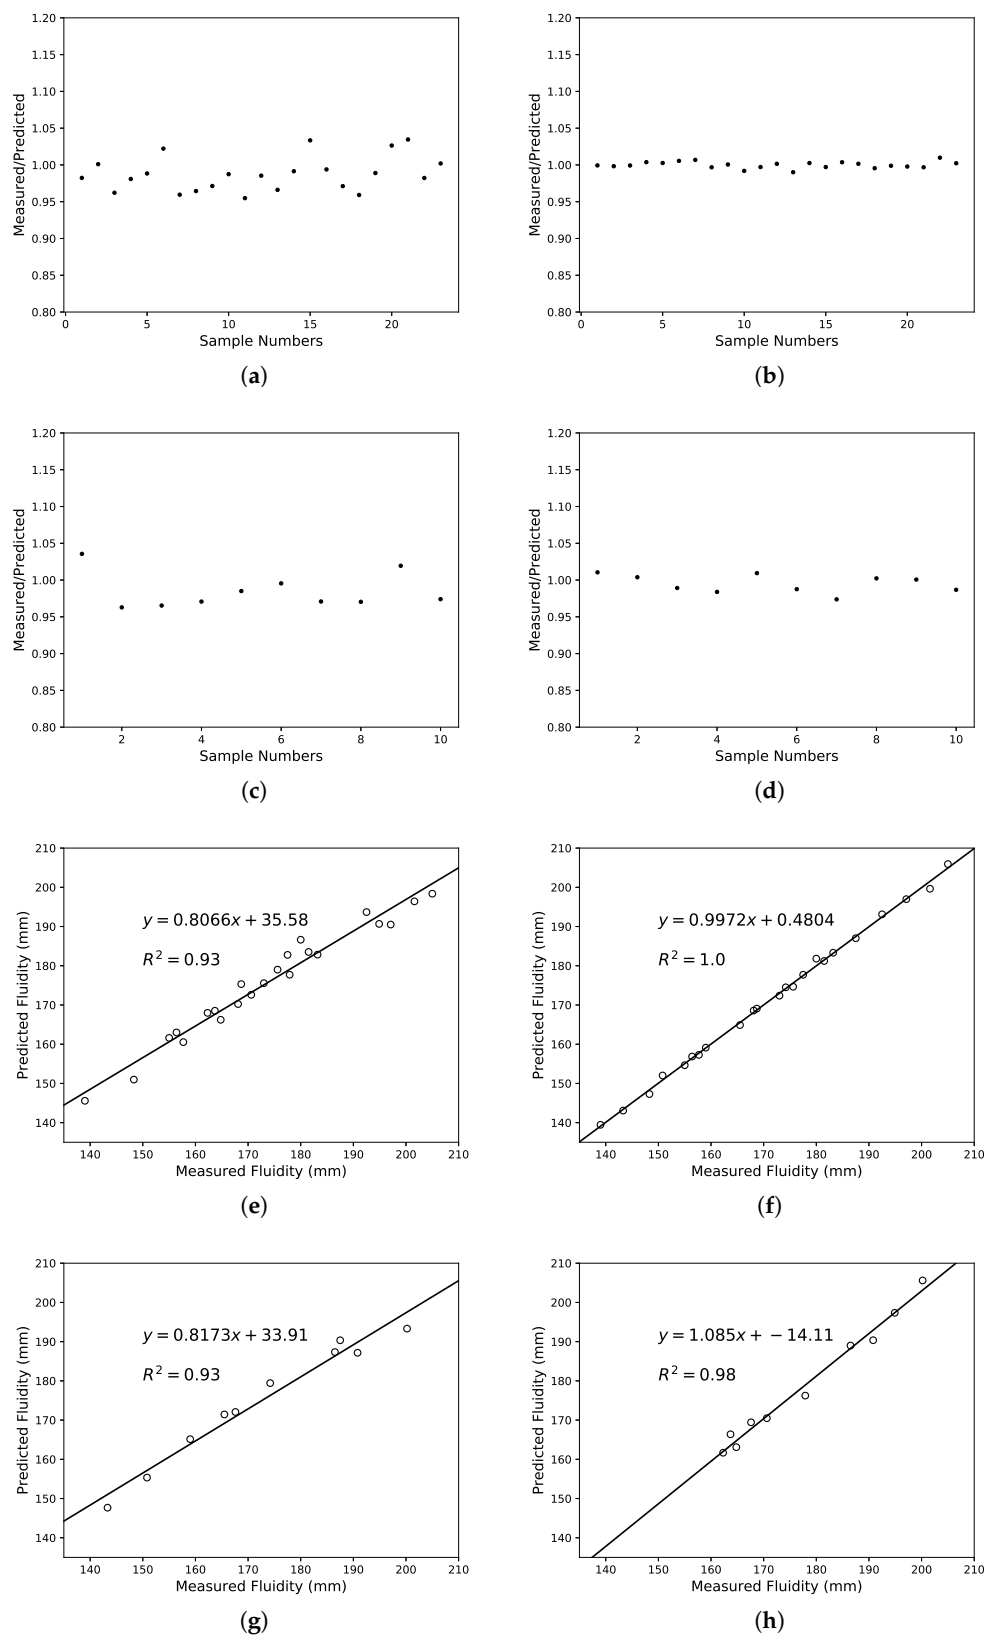 1.20
1.15
1.10
1.05
1.00
0.95
0.90
0.85
0.80
Measured/Predicted
0 5 10 15 20
Sample Numbers
(a)
1.20
1.15
1.10
1.05
1.00
0.95
0.90
0.85
0.80
Measured/Predicted
0 5 10 15 20
Sample Numbers
(b)
1.20
1.15
1.10
1.05
1.00
0.95
0.90
0.85
0.80
Measured/Predicted
2 4 6 8 10
Sample Numbers
(c)
1.20
1.15
1.10
1.05
1.00
0.95
0.90
0.85
0.80
Measured/Predicted
2 4 6 8 10
Sample Numbers
(d)
210
200
190
180
170
160
150
140
Predicted Fluidity (mm)
y = 0.8066x + 35.58
R² = 0.93
140 150 160 170 180 190 200 210
Measured Fluidity (mm)
(e)
210
200
190
180
170
160
150
140
Predicted Fluidity (mm)
y = 0.9972x + 0.4804
R² = 1.0
140 150 160 170 180 190 200 210
Measured Fluidity (mm)
(f)
210
200
190
180
170
160
150
140
Predicted Fluidity (mm)
y = 0.8173x + 33.91
R² = 0.93
140 150 160 170 180 190 200 210
Measured Fluidity (mm)
(g)
210
200
190
180
170
160
150
140
Predicted Fluidity (mm)
y = 1.085x + − 14.11
R² = 0.98
140 150 160 170 180 190 200 210
Measured Fluidity (mm)
(h)